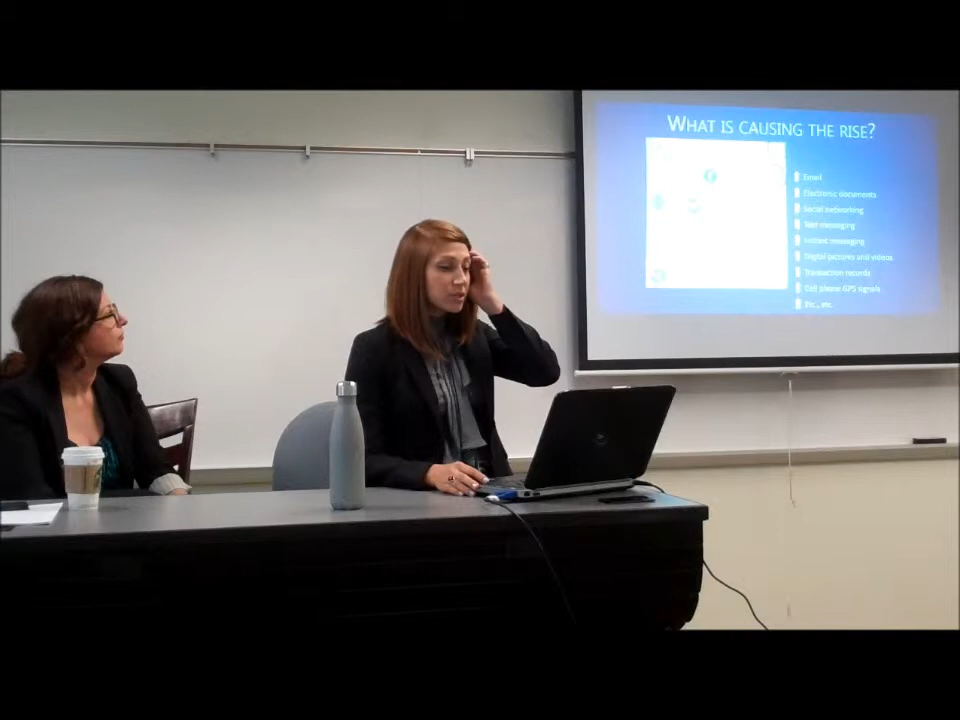 WHAT IS CAUSING THE RISE?
Email
Electronic documents
Social networking
Text messaging
Instant messaging
Digital pictures and videos
Transaction records
Cell phone GPS signals
Etc., etc.